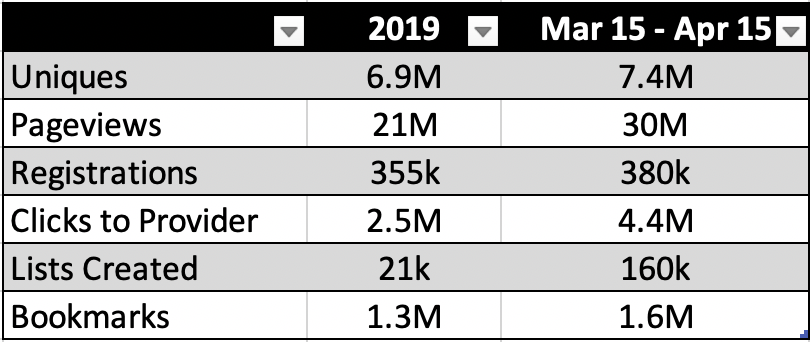 2019 Mar 15 - Apr 15
Uniques 6.9M 7.4M
Pageviews 21M 30M
Registrations 355k 380k
Clicks to Provider 2.5M 4.4M
Lists Created 21k 160k
Bookmarks 1.3M 1.6M